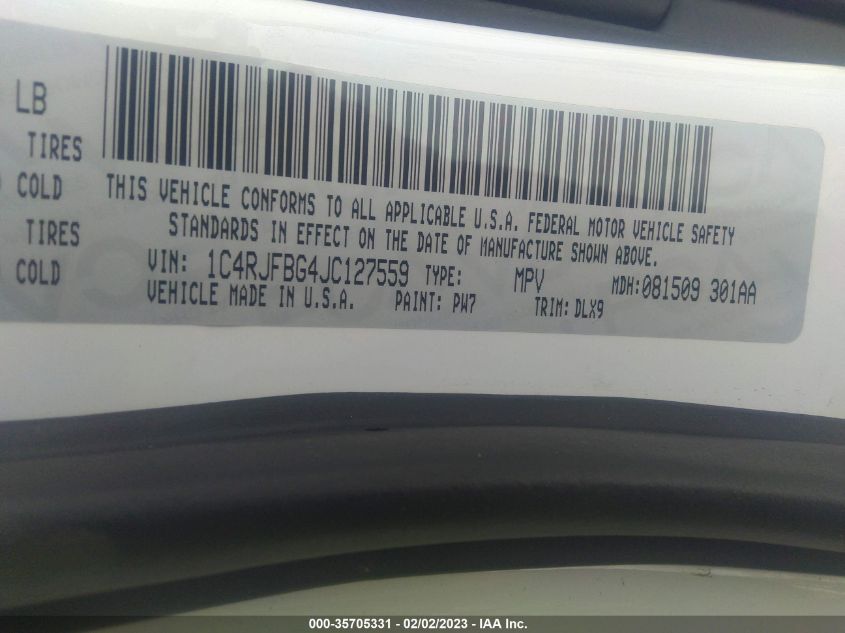 LB
TIRES
COLD
TIRES
COLD
THIS VEHICLE CONFORMS TO ALL APPLICABLE U.S.A. FEDERAL MOTOR VEHICLE SAFETY
STANDARDS IN EFFECT ON THE DATE OF MANUFACTURE SHOWN ABOVE.
VIN: 1C4RJFBG4JC127559 TYPE: MPV MDH:081509 301AA
VEHICLE MADE IN U.S.A. PAINT: PW7 TRIM: DLX9
000-35705331 - 02/02/2023 - IAA Inc.